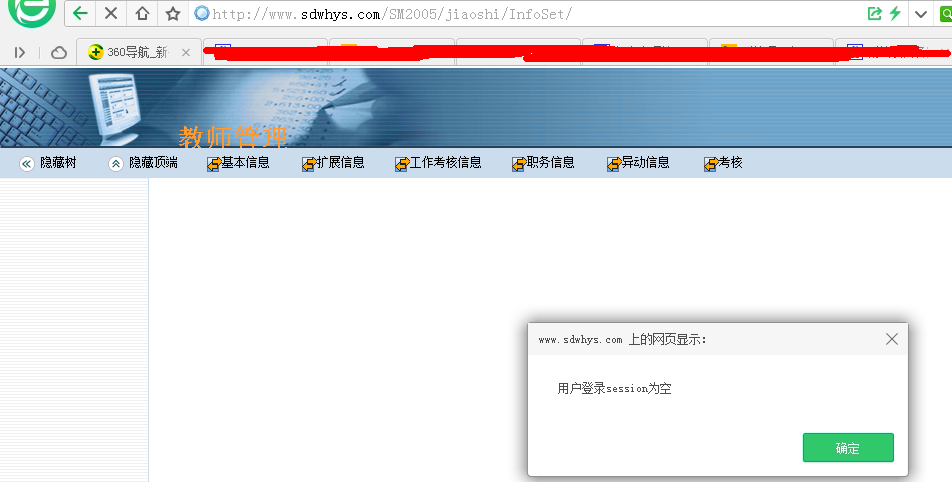 http://www.sdwhys.com/SM2005/jiaoshi/InfoSet/
360导航_新
教师管理
隐藏树 隐藏顶端 基本信息 扩展信息 工作考核信息 职务信息 异动信息 考核
www.sdwhys.com 上的网页显示:
用户登录session为空
确定